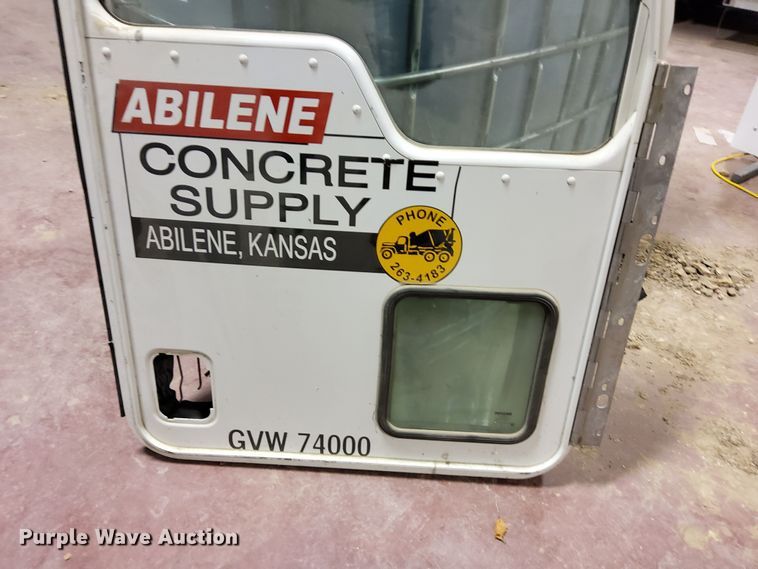 ABILENE
CONCRETE
SUPPLY
ABILENE, KANSAS
PHONE
263-4183
GVW 74000
Purple Wave Auction